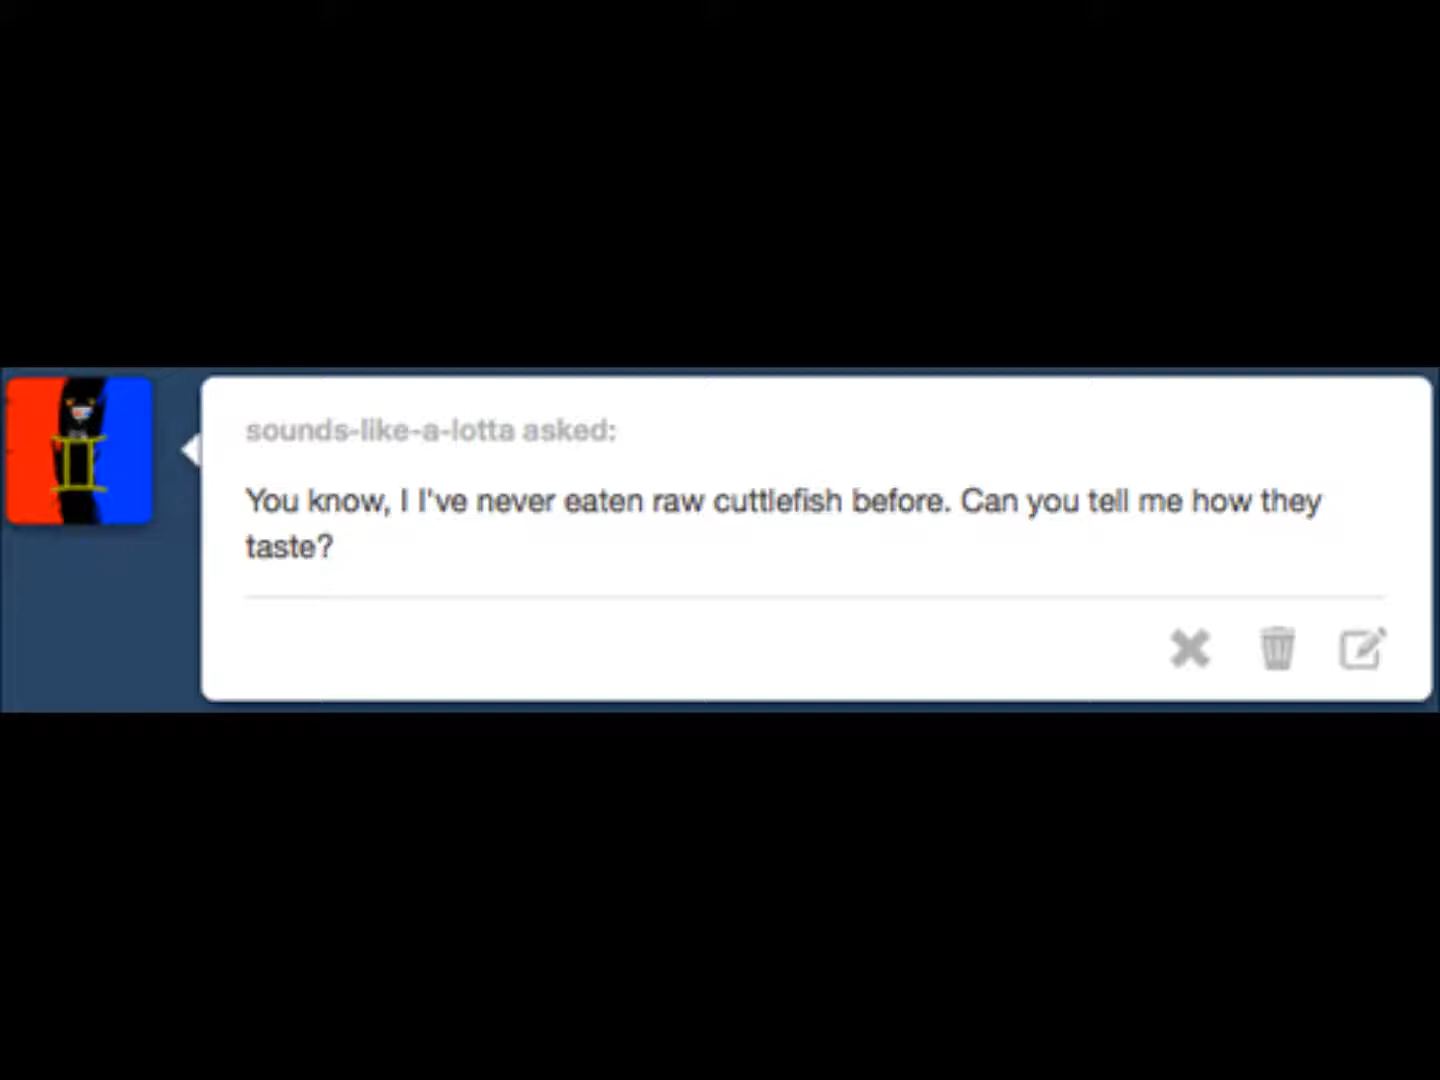 sounds-like-a-lotta asked:
You know, I I've never eaten raw cuttlefish before. Can you tell me how they
taste?